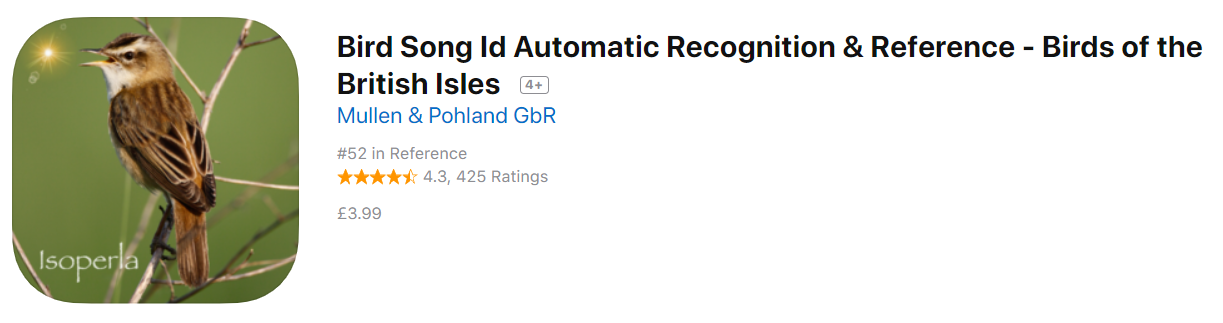 Bird Song Id Automatic Recognition & Reference - Birds of the
British Isles 4+
Mullen & Pohland GbR
#52 in Reference
4.3, 425 Ratings
£3.99
Isoperla